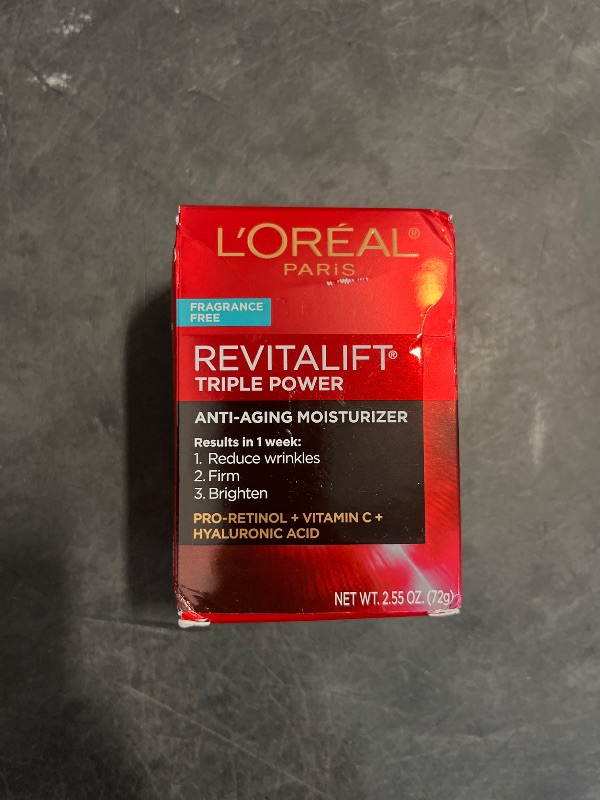 L'ORÉAL®
PARiS
FRAGRANCE
FREE
REVITALIFT®
TRIPLE POWER
ANTI-AGING MOISTURIZER
Results in 1 week:
1. Reduce wrinkles
2. Firm
3. Brighten
PRO-RETINOL + VITAMIN C +
HYALURONIC ACID
NET WT. 2.55 OZ. (72g)